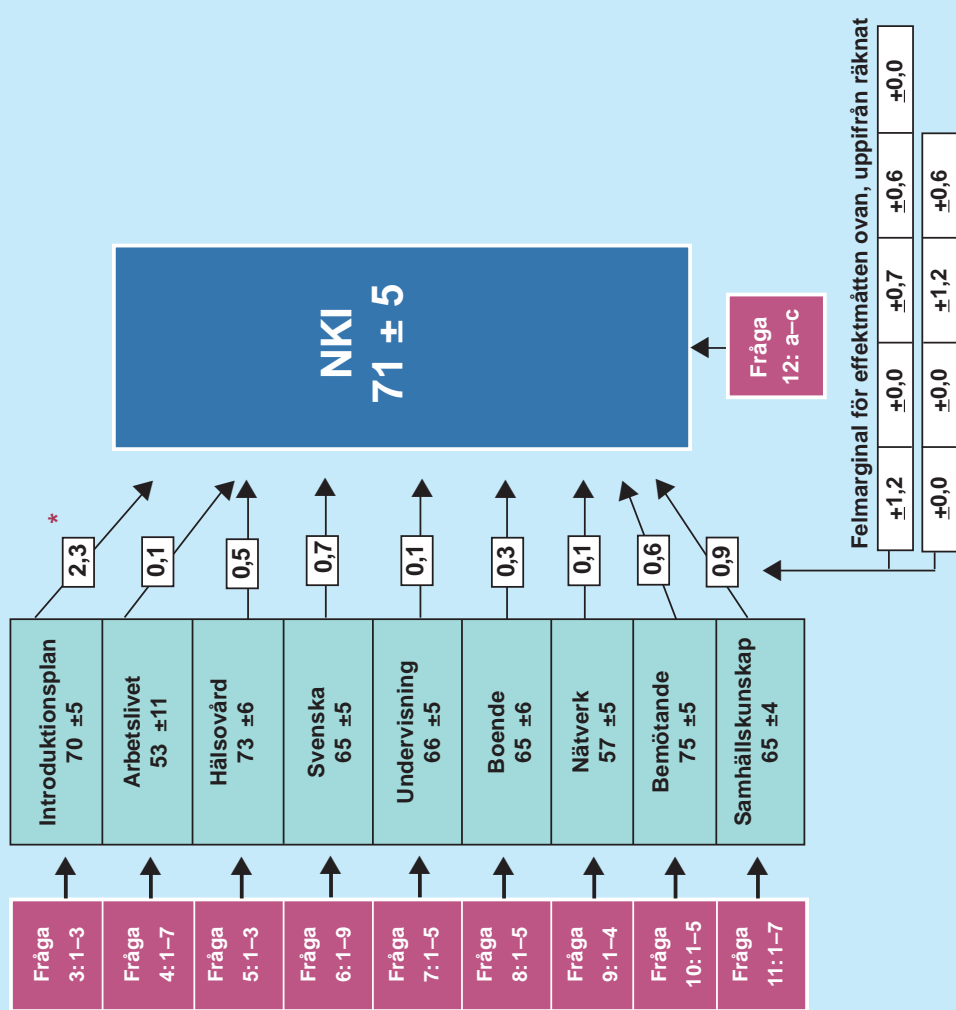 Fråga
3: 1–3
Fråga
4: 1–7
Fråga
5: 1–3
Fråga
6: 1–9
Fråga
7: 1–5
Fråga
8: 1–5
Fråga
9: 1–4
Fråga
10: 1–5
Fråga
11: 1–7
Introduktionsplan
70 ±5
Arbetslivet
53 ±11
Hälsovård
73 ±6
Svenska
65 ±5
Undervisning
66 ±5
Boende
65 ±6
Nätverk
57 ±5
Bemötande
75 ±5
Samhällskunskap
65 ±4
2,3 *
0,1
0,5
0,7
0,1
0,3
0,1
0,6
0,9
NKI
71 ± 5
Fråga
12: a–c
Felmarginal för effektmåtten ovan, uppifrån räknat
±1,2 ±0,0 ±0,7 ±0,6 ±0,0
±0,0 ±0,0 ±1,2 ±0,6